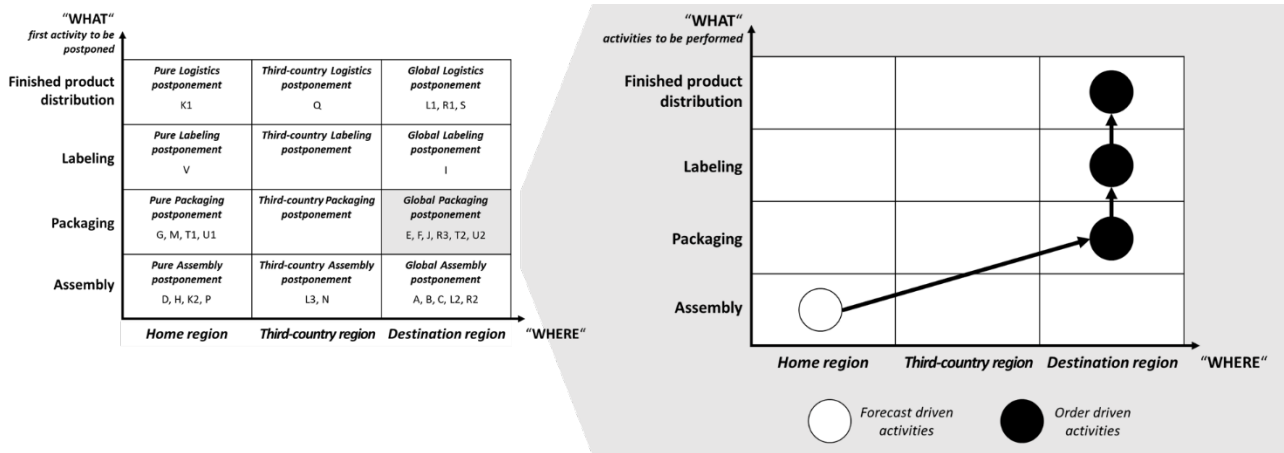 “WHAT“
first activity to be
postponed
Finished product
distribution
Pure Logistics
postponement
K1
Third-country Logistics
postponement
Q
Global Logistics
postponement
L1, R1, S
Labeling
Pure Labeling
postponement
V
Third-country Labeling
postponement
Global Labeling
postponement
I
Packaging
Pure Packaging
postponement
G, M, T1, U1
Third-country Packaging
postponement
Global Packaging
postponement
E, F, J, R3, T2, U2
Assembly
Pure Assembly
postponement
D, H, K2, P
Third-country Assembly
postponement
L3, N
Global Assembly
postponement
A, B, C, L2, R2
Home region
Third-country region
Destination region
“WHERE“
“WHAT“
activities to be performed
Finished product
distribution
Labeling
Packaging
Assembly
Home region
Third-country region
Destination region
“WHERE“
Forecast driven
activities
Order driven
activities